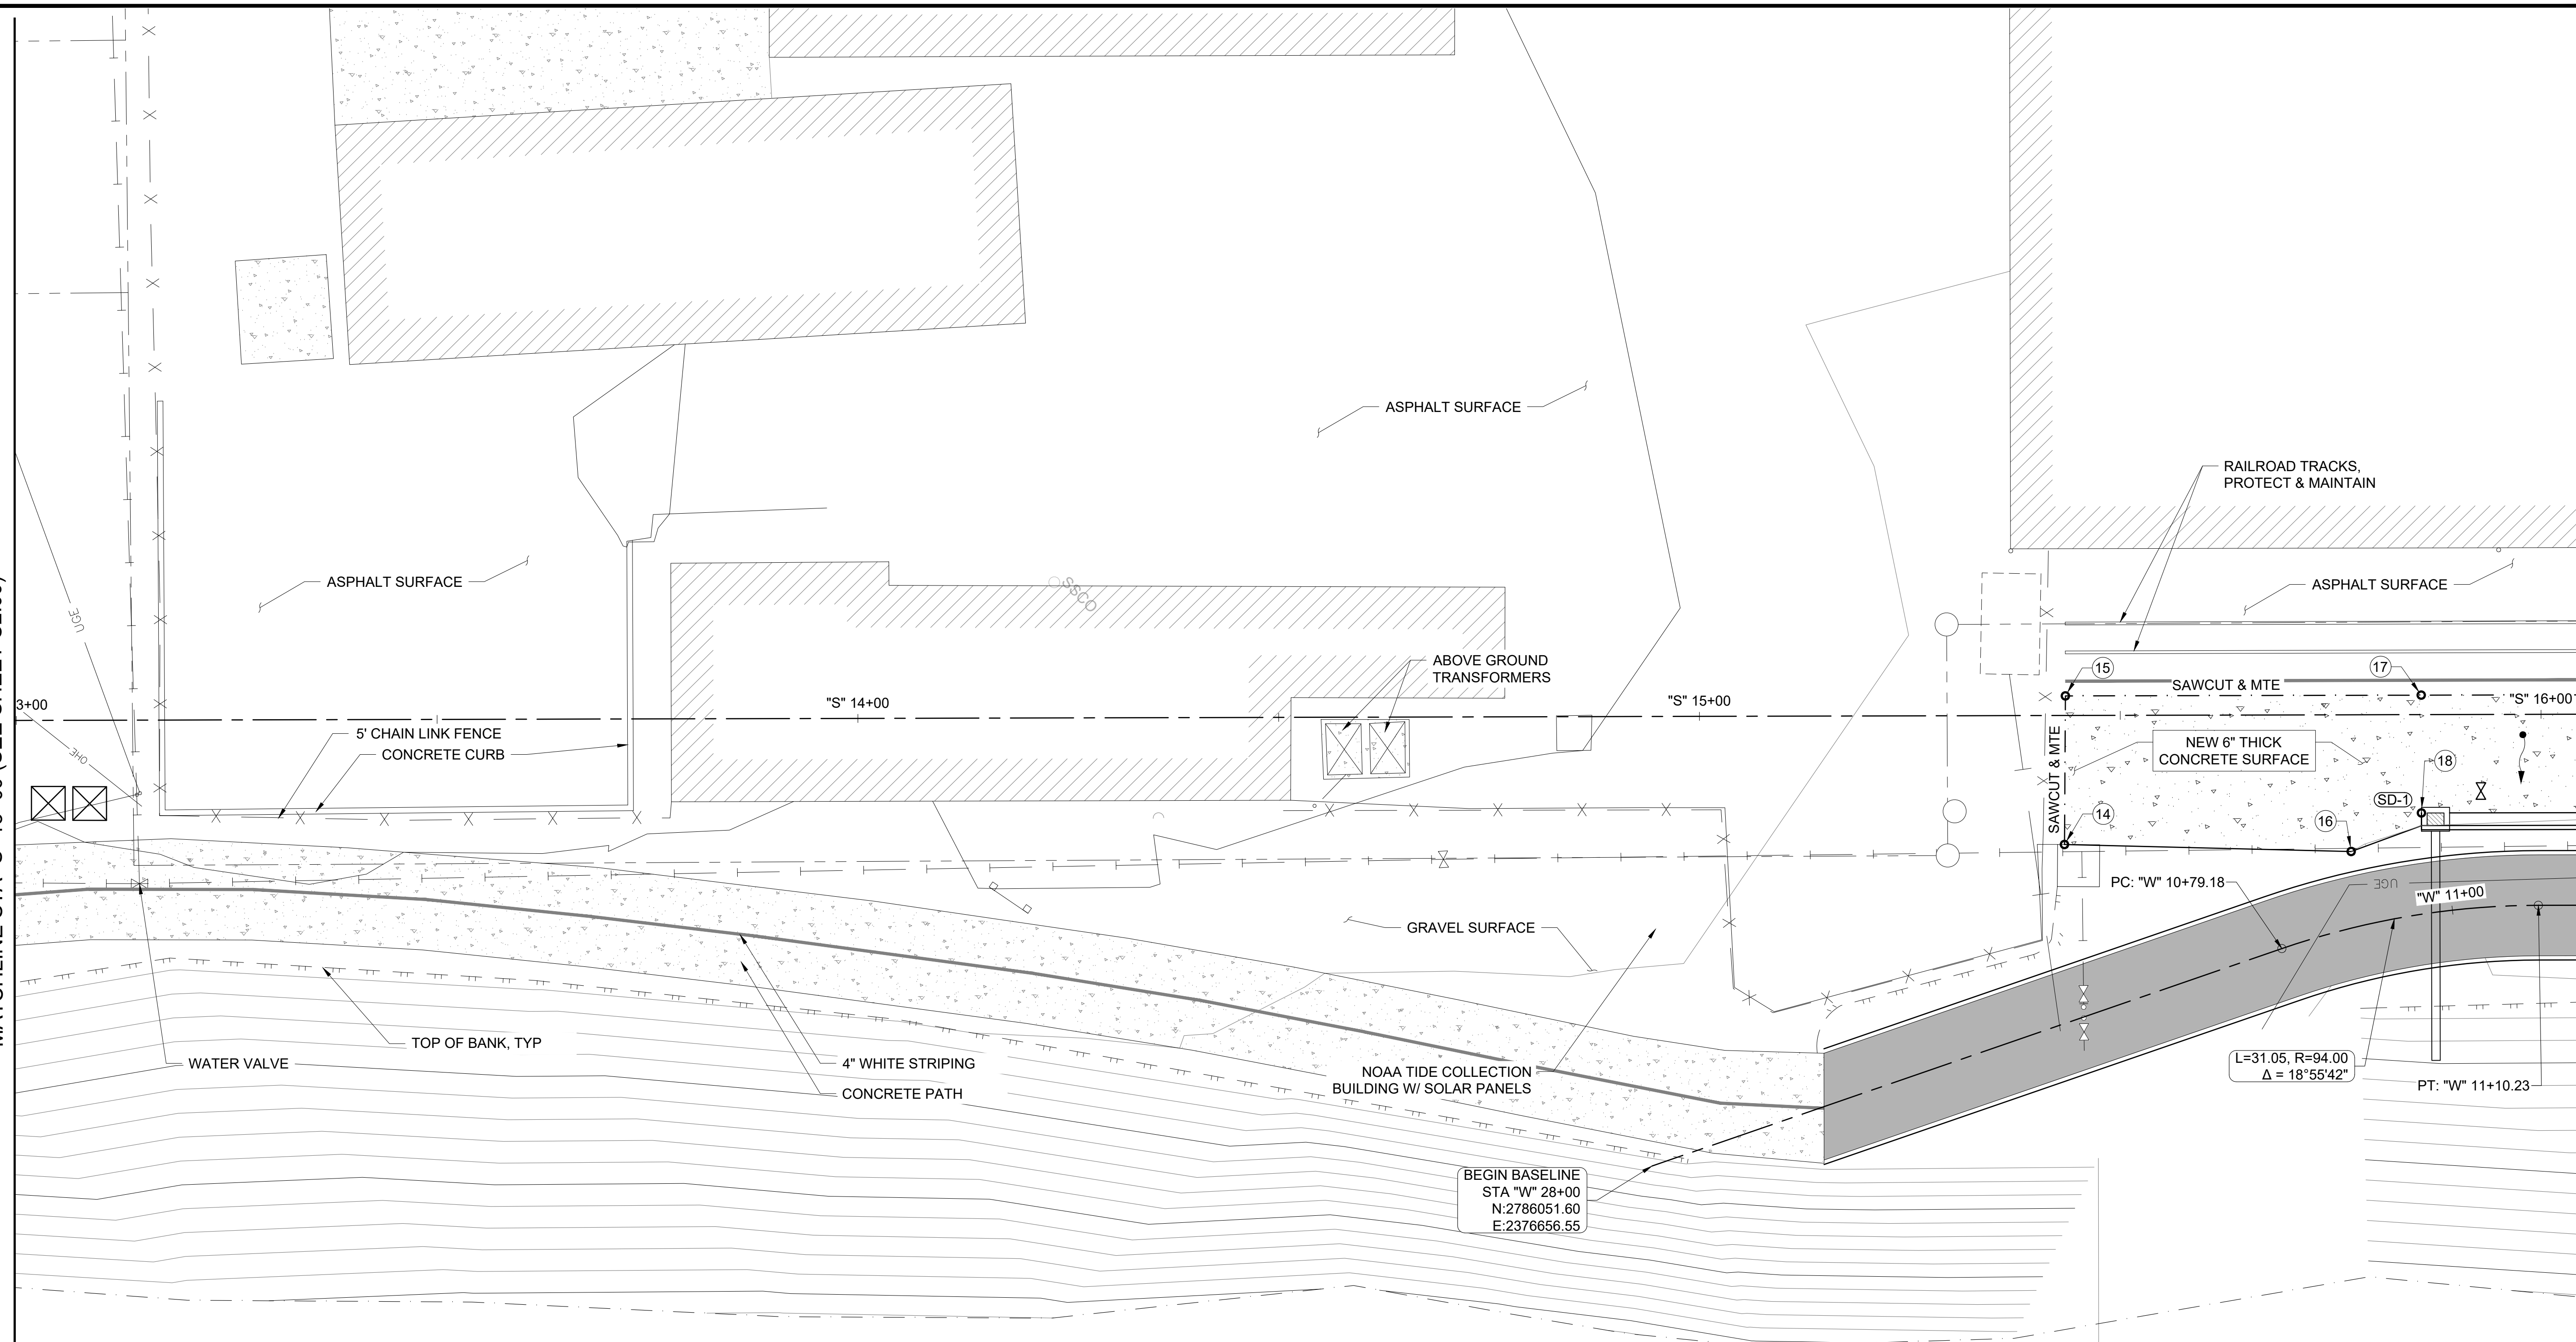 ASPHALT SURFACE
RAILROAD TRACKS,
PROTECT & MAINTAIN
ASPHALT SURFACE
UGE
SSCO
ASPHALT SURFACE
ABOVE GROUND
TRANSFORMERS
15
17
SAWCUT & MTE
3+00
"S" 14+00
"S" 15+00
"S" 16+00
5' CHAIN LINK FENCE
CONCRETE CURB
OHE
SAWCUT & MTE
NEW 6" THICK
CONCRETE SURFACE
18
SD-1
14
16
PC: "W" 10+79.18
UGE
"W" 11+00
GRAVEL SURFACE
TOP OF BANK, TYP
WATER VALVE
4" WHITE STRIPING
CONCRETE PATH
NOAA TIDE COLLECTION
BUILDING W/ SOLAR PANELS
L=31.05, R=94.00
Δ = 18°55'42"
PT: "W" 11+10.23
BEGIN BASELINE
STA "W" 28+00
N:2786051.60
E:2376656.55